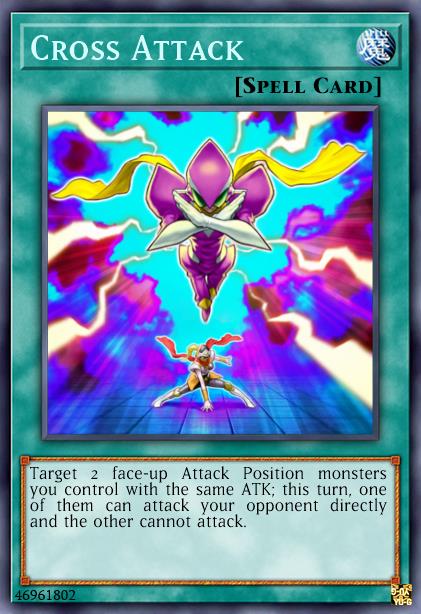 Cross Attack
魔
[Spell Card]
Target 2 face-up Attack Position monsters
you control with the same ATK; this turn, one
of them can attack your opponent directly
and the other cannot attack.
46961802